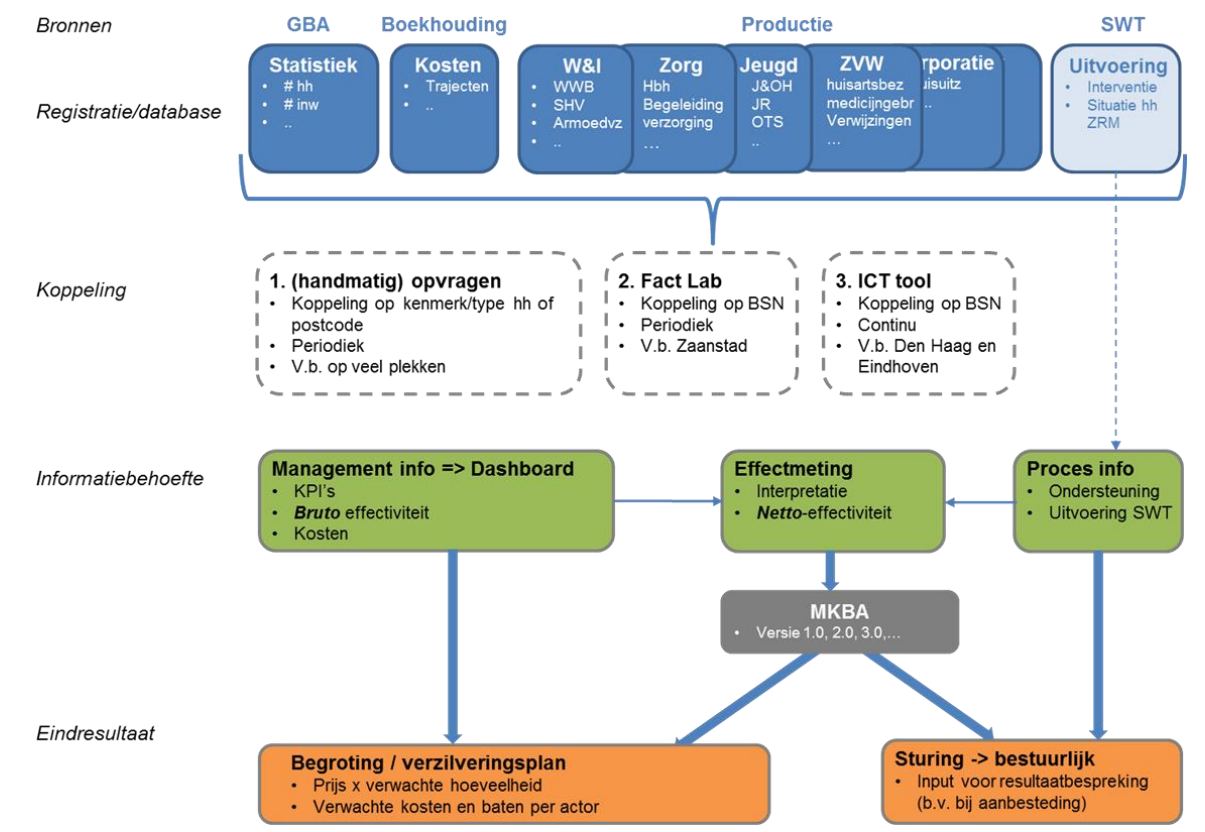 Bronnen
GBA
Boekhouding
Productie
SWT
Registratie/database
Statistiek
• # hh
• # inw
• ..
Kosten
• Trajecten
• ..
W&I
• WWB
• SHV
• Armoedvz
• ..
Zorg
Hbh
Begeleiding
verzorging
…
Jeugd
J&OH
JR
OTS
..
ZVW
huisartsbez
medicijngebr
Verwijzingen
…
rporatie
uisuitz
..
Uitvoering
• Interventie
• Situatie hh
ZRM
Koppeling
1. (handmatig) opvragen
• Koppeling op kenmerk/type hh of
postcode
• Periodiek
• V.b. op veel plekken
2. Fact Lab
• Koppeling op BSN
• Periodiek
• V.b. Zaanstad
3. ICT tool
• Koppeling op BSN
• Continu
• V.b. Den Haag en
Eindhoven
Informatiebehoefte
Management info => Dashboard
• KPI's
• Bruto effectiviteit
• Kosten
Effectmeting
• Interpretatie
• Netto-effectiviteit
Proces info
• Ondersteuning
• Uitvoering SWT
MKBA
• Versie 1.0, 2.0, 3.0,…
Eindresultaat
Begroting / verzilveringsplan
• Prijs x verwachte hoeveelheid
• Verwachte kosten en baten per actor
Sturing -> bestuurlijk
• Input voor resultaatbespreking
(b.v. bij aanbesteding)